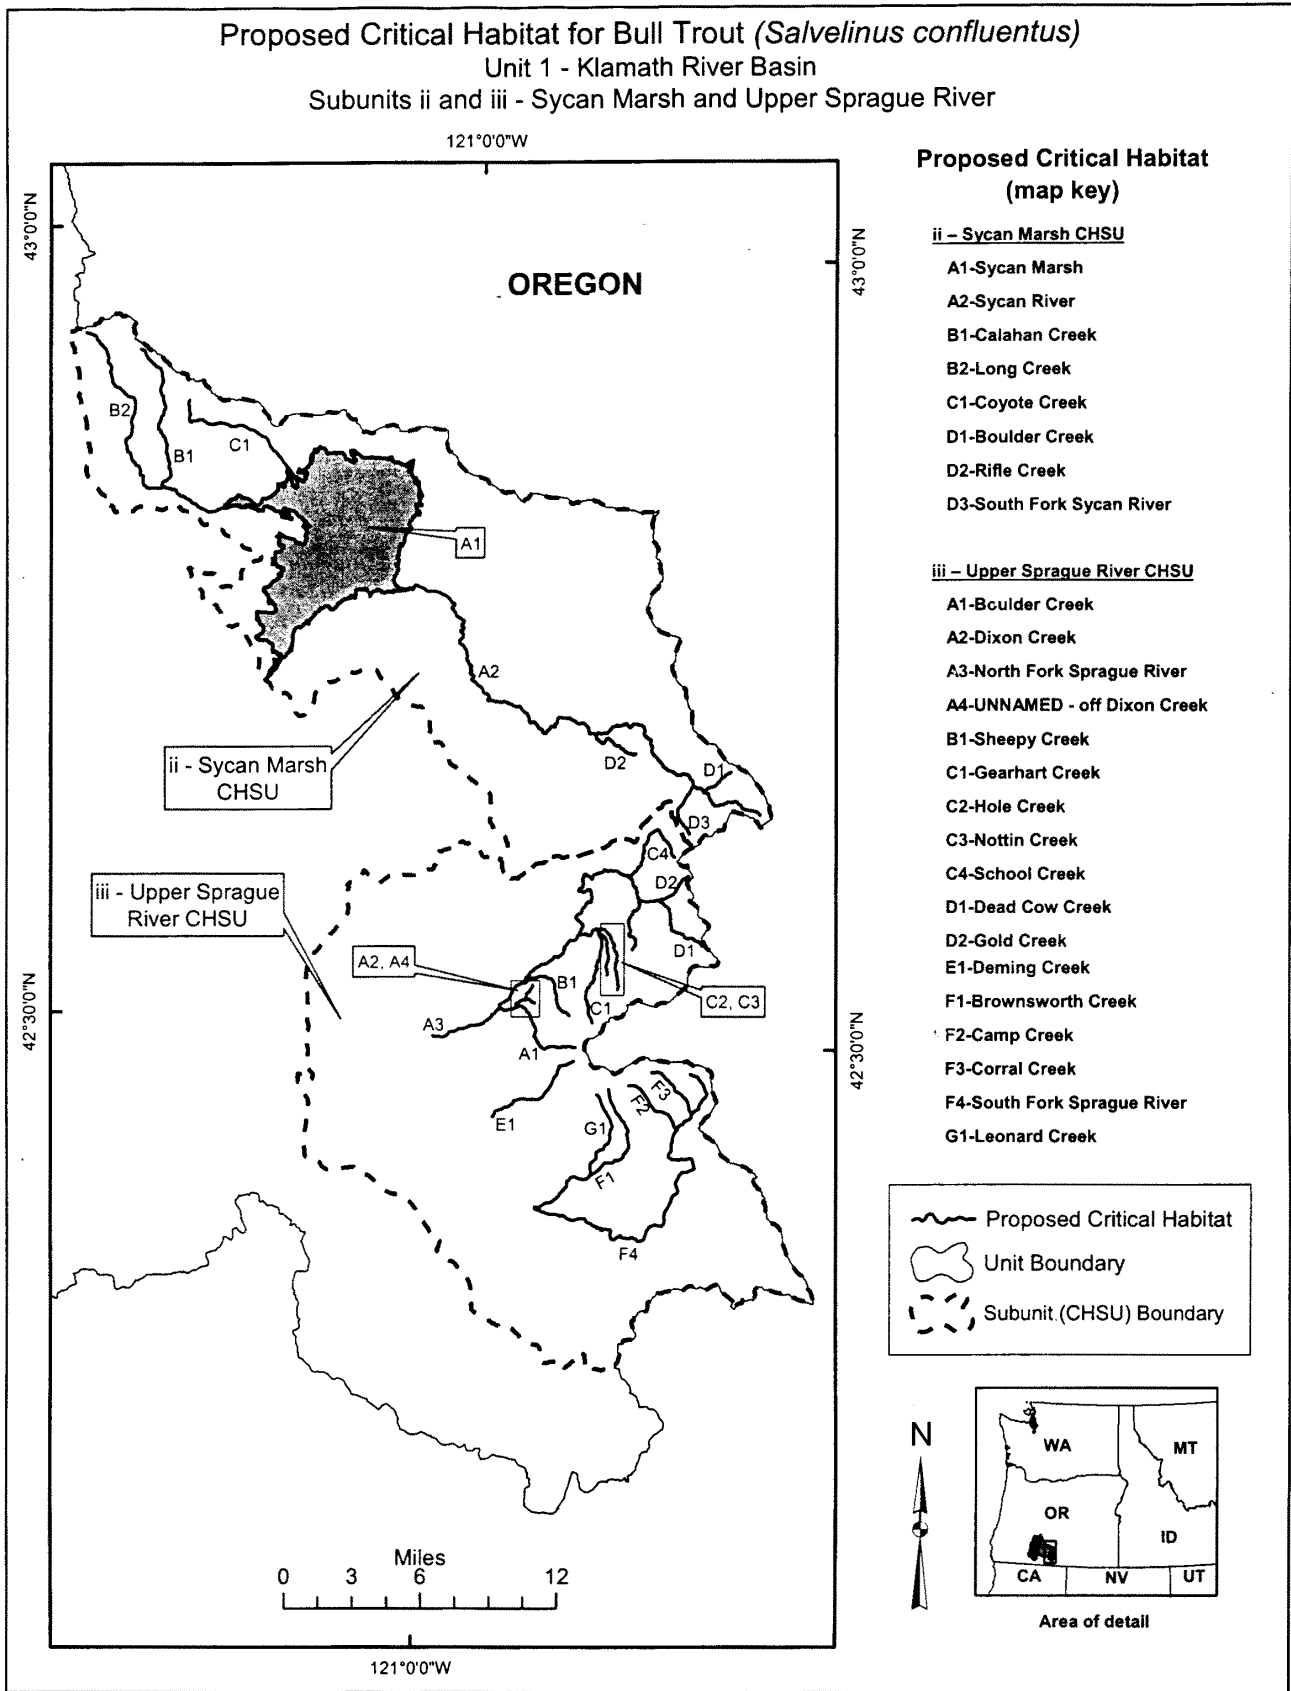 Proposed Critical Habitat for Bull Trout (Salvelinus confluentus)
Unit 1 - Klamath River Basin
Subunits ii and iii - Sycan Marsh and Upper Sprague River
121°0'0"W
43°0'0"N
43°0'0"N
OREGON
B2
B1
C1
A1
A2
ii - Sycan Marsh
CHSU
D2
D1
D3
C4
D2
iii - Upper Sprague
River CHSU
A2, A4
B1
D1
C2, C3
C1
A3
A1
42°30'0"N
42°30'0"N
E1
G1
F2
F3
F1
F4
Miles
0 3 6 12
121°0'0"W
Proposed Critical Habitat
(map key)
ii – Sycan Marsh CHSU
A1-Sycan Marsh
A2-Sycan River
B1-Calahan Creek
B2-Long Creek
C1-Coyote Creek
D1-Boulder Creek
D2-Rifle Creek
D3-South Fork Sycan River
iii – Upper Sprague River CHSU
A1-Boulder Creek
A2-Dixon Creek
A3-North Fork Sprague River
A4-UNNAMED - off Dixon Creek
B1-Sheepy Creek
C1-Gearhart Creek
C2-Hole Creek
C3-Nottin Creek
C4-School Creek
D1-Dead Cow Creek
D2-Gold Creek
E1-Deming Creek
F1-Brownsworth Creek
F2-Camp Creek
F3-Corral Creek
F4-South Fork Sprague River
G1-Leonard Creek
Proposed Critical Habitat
Unit Boundary
Subunit (CHSU) Boundary
N
WA
MT
OR
ID
CA
NV
UT
Area of detail